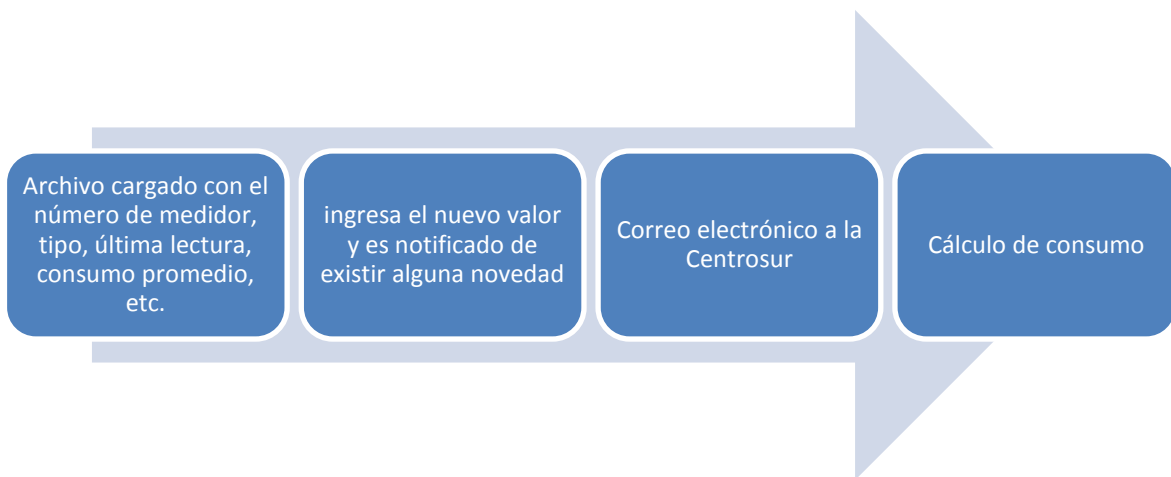 Archivo cargado con el
número de medidor,
tipo, última lectura,
consumo promedio,
etc.
ingresa el nuevo valor
y es notificado de
existir alguna novedad
Correo electrónico a la
Centrosur
Cálculo de consumo